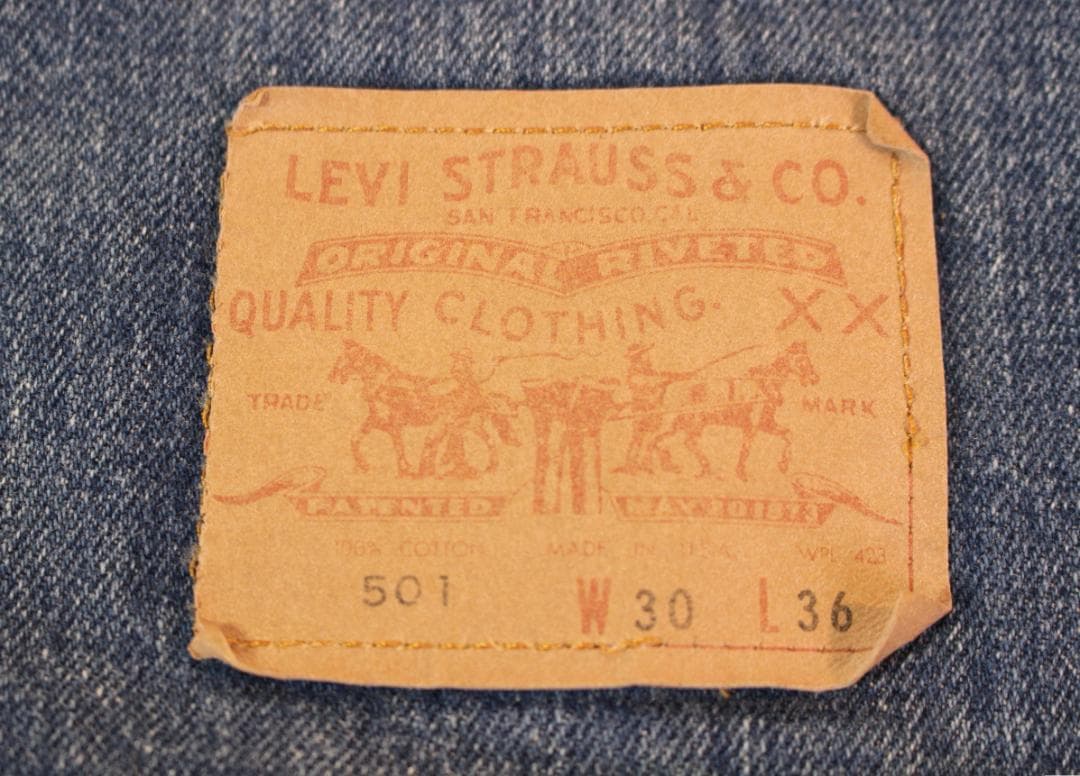 LEVI STRAUSS & CO.
SAN FRANCISCO, CAL.
ORIGINAL RIVETED
QUALITY CLOTHING. XX
TRADE MARK
PATENTED MAY 20 1873
100% COTTON MADE IN U.S.A. WPL 423
501 W 30 L 36